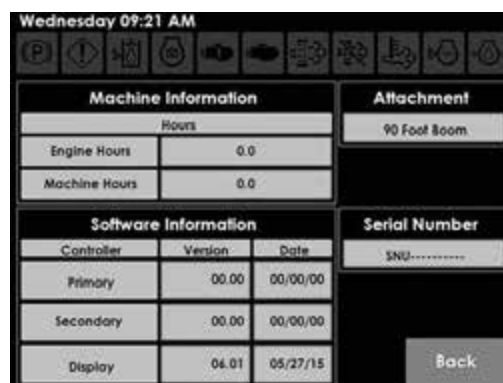 Wednesday 09:21 AM
(P)
Machine Information
Hours
Engine Hours 0.0
Machine Hours 0.0
Attachment
90 Foot Boom
Software Information
Controller Version Date
Primary 00.00 00/00/00
Secondary 00.00 00/00/00
Display 06.01 05/27/15
Serial Number
SNU----------
Back